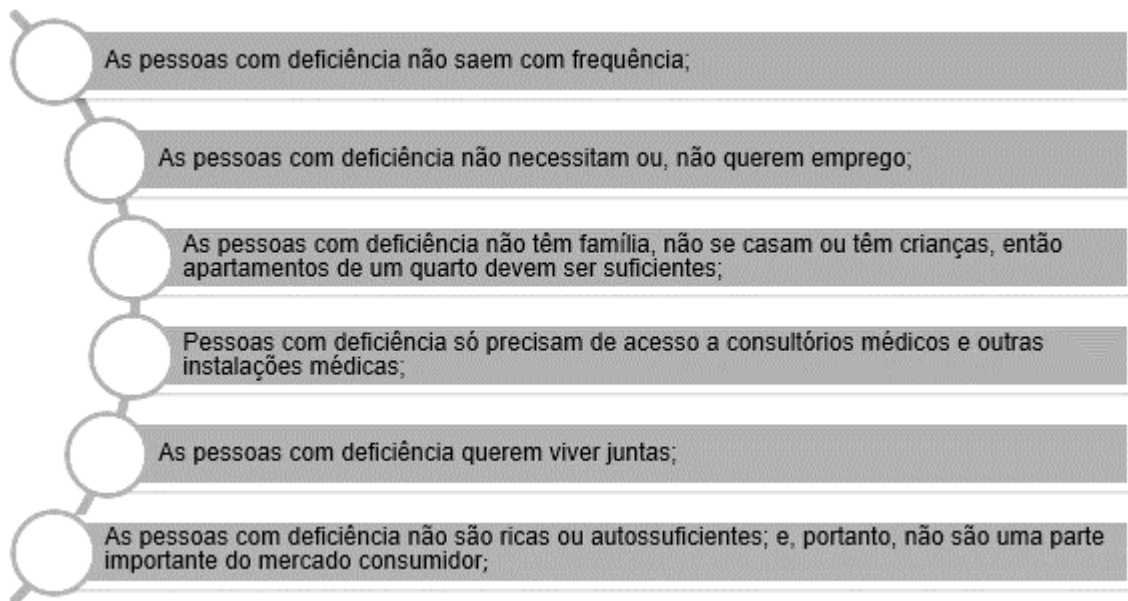 As pessoas com deficiência não saem com frequência;
As pessoas com deficiência não necessitam ou, não querem emprego;
As pessoas com deficiência não têm família, não se casam ou têm crianças, então
apartamentos de um quarto devem ser suficientes;
Pessoas com deficiência só precisam de acesso a consultórios médicos e outras
instalações médicas;
As pessoas com deficiência querem viver juntas;
As pessoas com deficiência não são ricas ou autossuficientes; e, portanto, não são uma parte
importante do mercado consumidor;